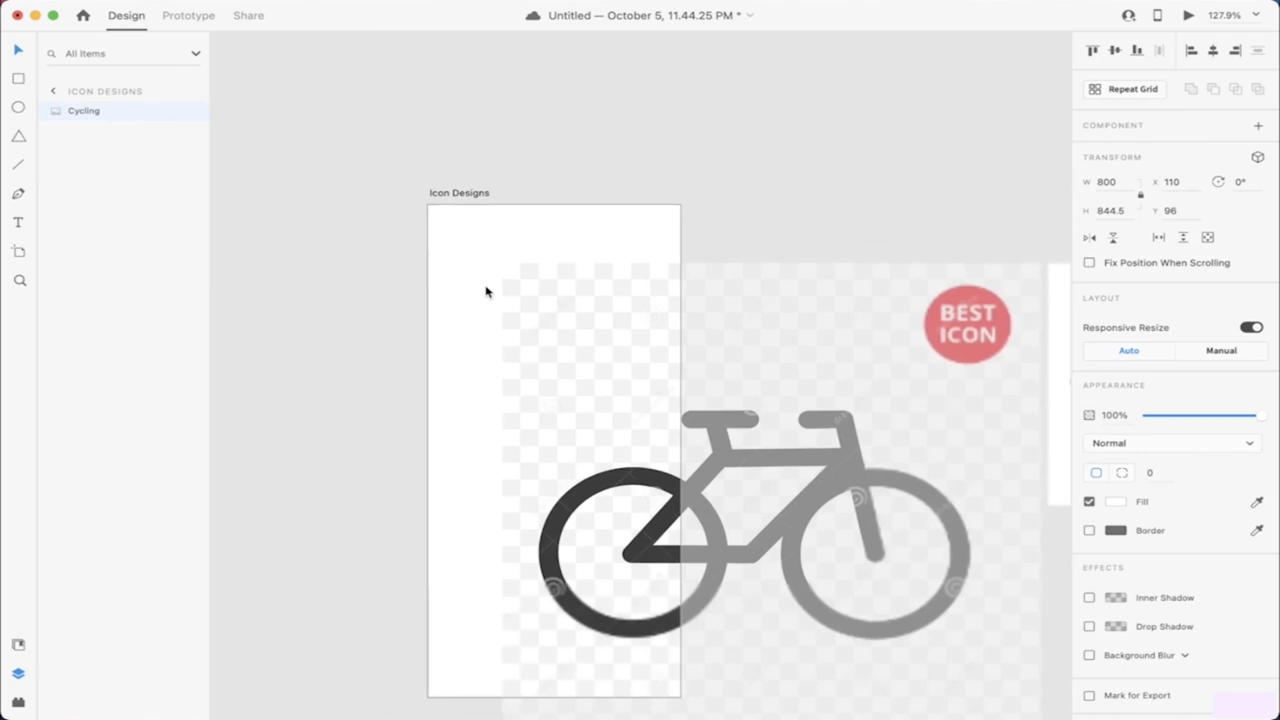 Design Prototype Share Untitled — October 5, 11.44.25 PM * 127.9%
All Items
ICON DESIGNS
Cycling
Icon Designs
BEST
ICON
Repeat Grid
COMPONENT
TRANSFORM
W 800 X 110 0°
H 844.5 Y 96
Fix Position When Scrolling
LAYOUT
Responsive Resize
Auto Manual
APPEARANCE
100%
Normal
0
Fill
Border
EFFECTS
Inner Shadow
Drop Shadow
Background Blur
Mark for Export